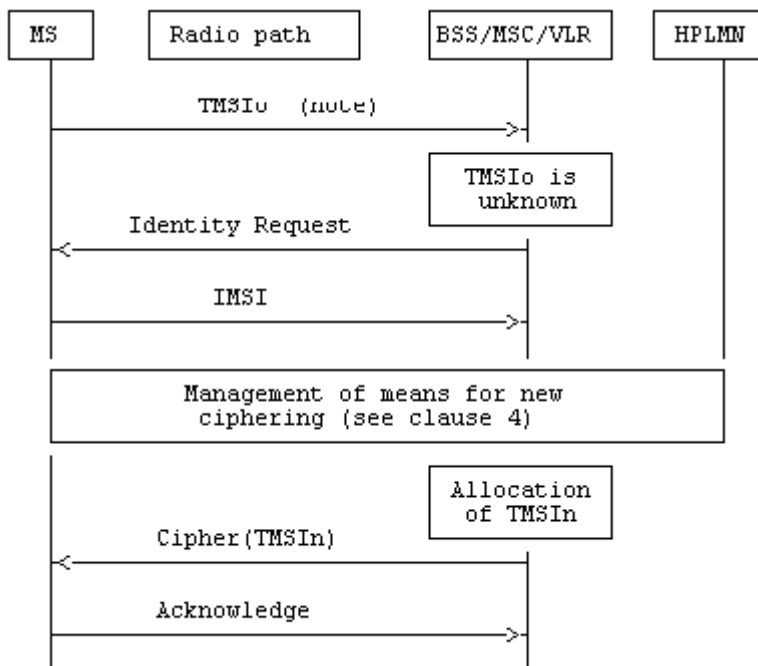 MS Radio path BSS/MSC/VLR HPLMN
TMSIo (note)
TMSIo is
unknown
Identity Request
IMSI
Management of means for new
ciphering (see clause 4)
Allocation
of TMSIn
Cipher(TMSIn)
Acknowledge